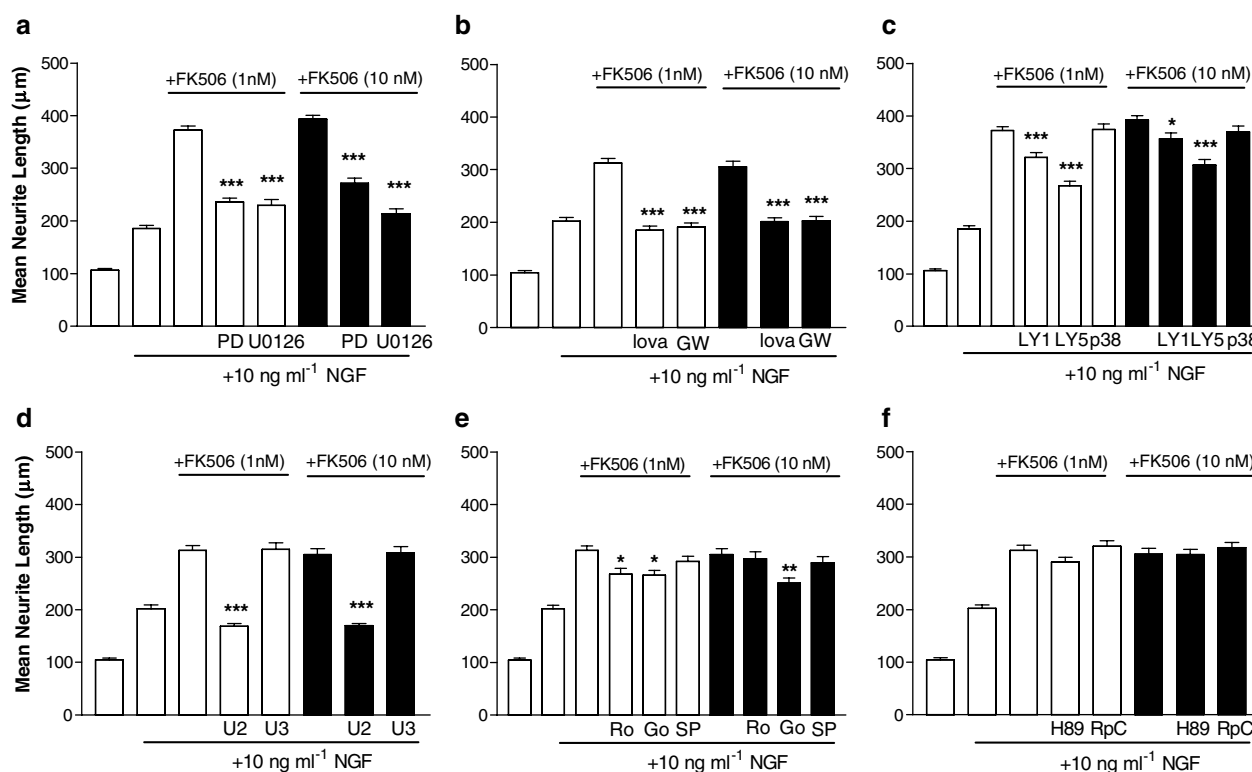 a
+FK506 (1nM) +FK506 (10 nM)
Mean Neurite Length (μm)
500
400
300
200
100
0
*** *** *** ***
PD U0126 PD U0126
+10 ng ml⁻¹ NGF
b
+FK506 (1nM) +FK506 (10 nM)
500
400
300
200
100
0
*** *** *** ***
lova GW lova GW
+10 ng ml⁻¹ NGF
c
+FK506 (1nM) +FK506 (10 nM)
500
400
300
200
100
0
*** *** * ***
LY1 LY5 p38 LY1 LY5 p38
+10 ng ml⁻¹ NGF
d
+FK506 (1nM) +FK506 (10 nM)
Mean Neurite Length (μm)
500
400
300
200
100
0
*** ***
U2 U3 U2 U3
+10 ng ml⁻¹ NGF
e
+FK506 (1nM) +FK506 (10 nM)
500
400
300
200
100
0
* * **
Ro Go SP Ro Go SP
+10 ng ml⁻¹ NGF
f
+FK506 (1nM) +FK506 (10 nM)
500
400
300
200
100
0
H89 RpC H89 RpC
+10 ng ml⁻¹ NGF